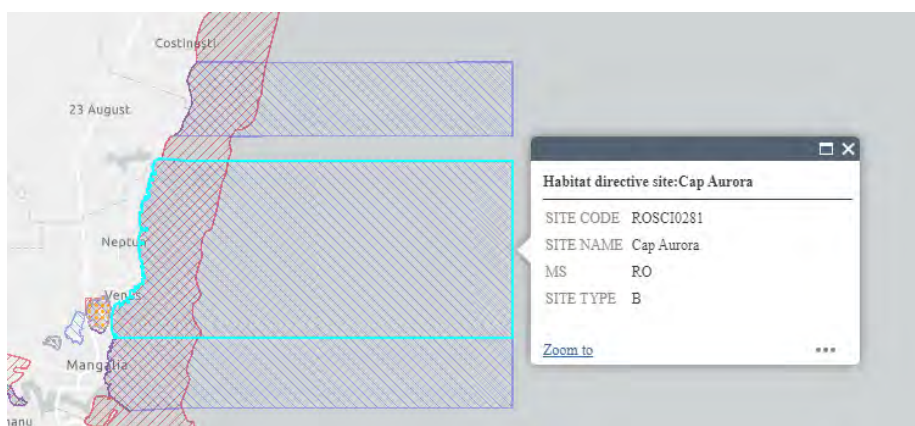 Costinești
23 August
Neptun
Venus
Mangalia
nanu
Habitat directive site:Cap Aurora
SITE CODE ROSCI0281
SITE NAME Cap Aurora
MS RO
SITE TYPE B
Zoom to